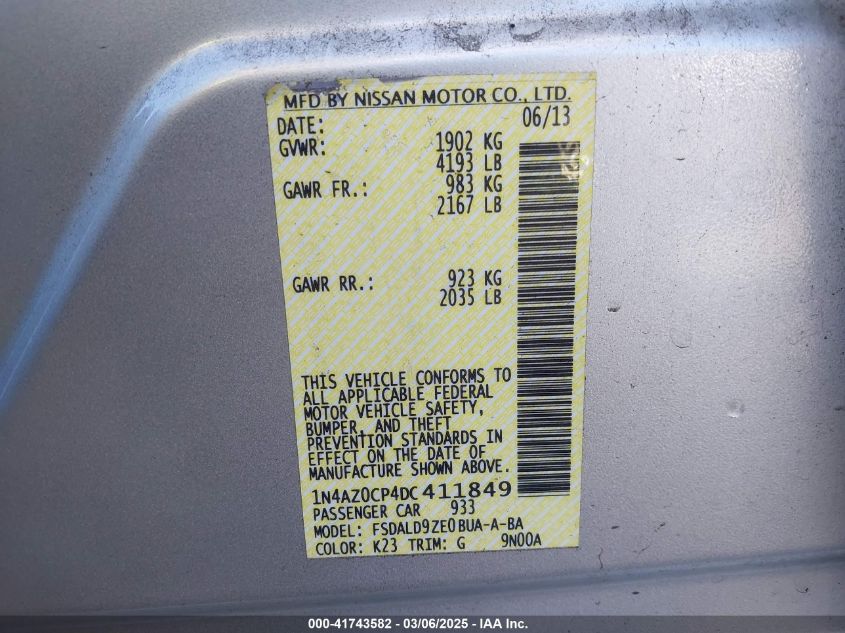 MFD BY NISSAN MOTOR CO., LTD.
DATE: 06/13
GVWR: 1902 KG
4193 LB
GAWR FR.: 983 KG
2167 LB
GAWR RR.: 923 KG
2035 LB
THIS VEHICLE CONFORMS TO
ALL APPLICABLE FEDERAL
MOTOR VEHICLE SAFETY,
BUMPER, AND THEFT
PREVENTION STANDARDS IN
EFFECT ON THE DATE OF
MANUFACTURE SHOWN ABOVE.
1N4AZ0CP4DC411849
PASSENGER CAR 933
MODEL: FSDALD9ZE0BUA-A-BA
COLOR: K23 TRIM: G 9N00A
000-41743582 - 03/06/2025 - IAA Inc.